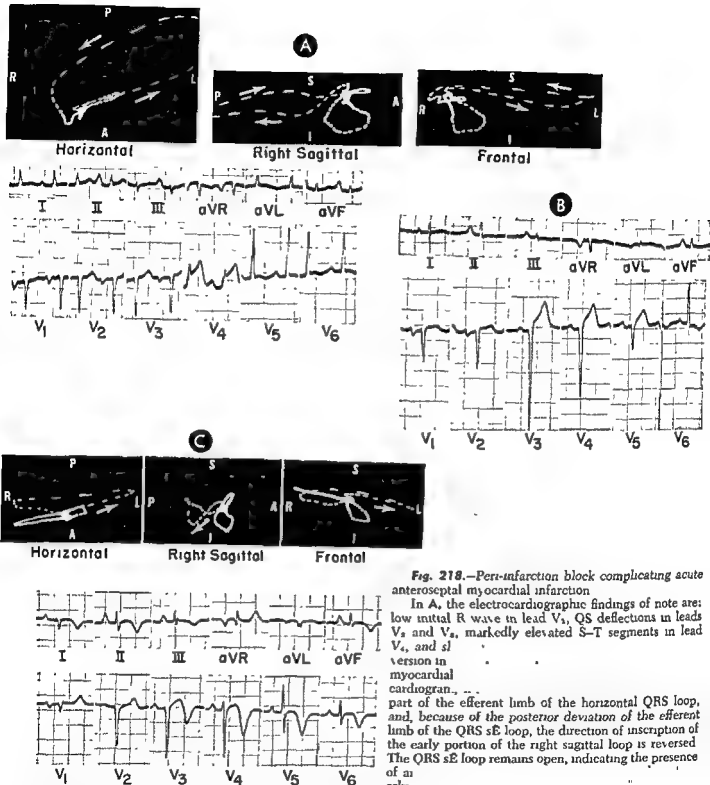 A
P
R
L
A
Horizontal
S
P
A
I
Right Sagittal
S
R
L
I
Frontal
I II III aVR aVL aVF
V1 V2 V3 V4 V5 V6
B
I II III aVR aVL aVF
V1 V2 V3 V4 V5 V6
C
P
R
L
A
Horizontal
S
P
A
I
Right Sagittal
S
R
L
I
Frontal
I II III aVR aVL aVF
V1 V2 V3 V4 V5 V6
Fig. 218.—Peri-infarction block complicating acute
anteroseptal myocardial infarction
In A, the electrocardiographic findings of note are:
low initial R wave in lead V₁, QS deflections in leads
and markedly elevated S–T segments in lead
V₄, and
version in
myocardial
part of the efferent limb of the horizontal QRS loop,
and, because of the posterior deviation of the efferent
limb of the QRS sÊ loop, the direction of inscription of
the early portion of the right sagittal loop is reversed
The QRS sÊ loop remains open, indicating the presence
of